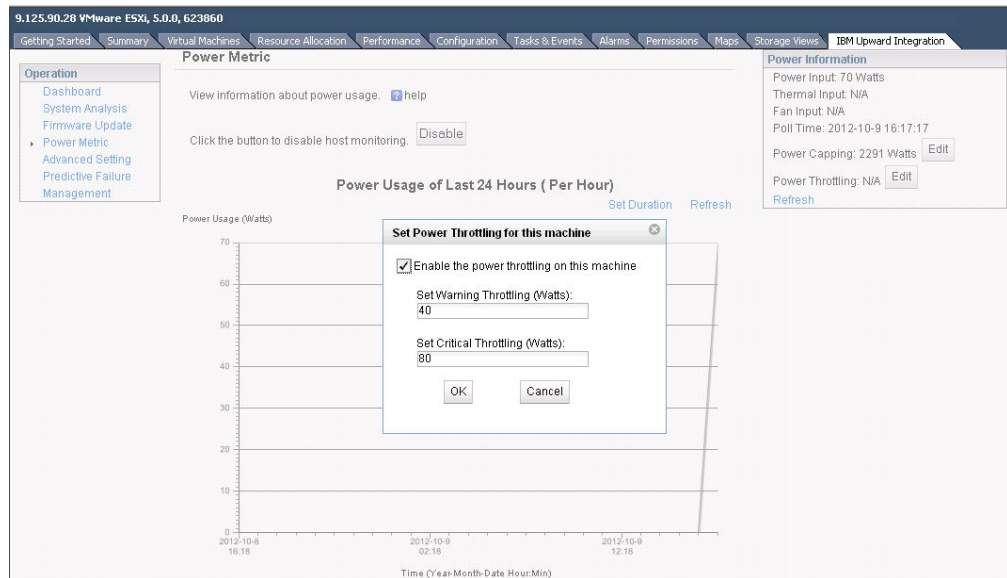 9.125.90.28 VMware ESXi, 5.0.0, 623860
Getting Started Summary Virtual Machines Resource Allocation Performance Configuration Tasks & Events Alarms Permissions Maps Storage Views IBM Upward Integration
Operation
Dashboard
System Analysis
Firmware Update
Power Metric
Advanced Setting
Predictive Failure
Management
Power Metric
View information about power usage. ? help
Click the button to disable host monitoring. Disable
Power Usage of Last 24 Hours ( Per Hour)
Set Duration Refresh
Power Usage (Watts)
70
60
50
40
30
20
10
0
2012-10-8
16:18
2012-10-9
02:18
2012-10-9
12:18
Time (Year-Month-Date Hour:Min)
Set Power Throttling for this machine
Enable the power throttling on this machine
Set Warning Throttling (Watts):
40
Set Critical Throttling (Watts):
80
OK Cancel
Power Information
Power Input: 70 Watts
Thermal Input: N/A
Fan Input: N/A
Poll Time: 2012-10-9 16:17:17
Power Capping: 2291 Watts Edit
Power Throttling: N/A Edit
Refresh